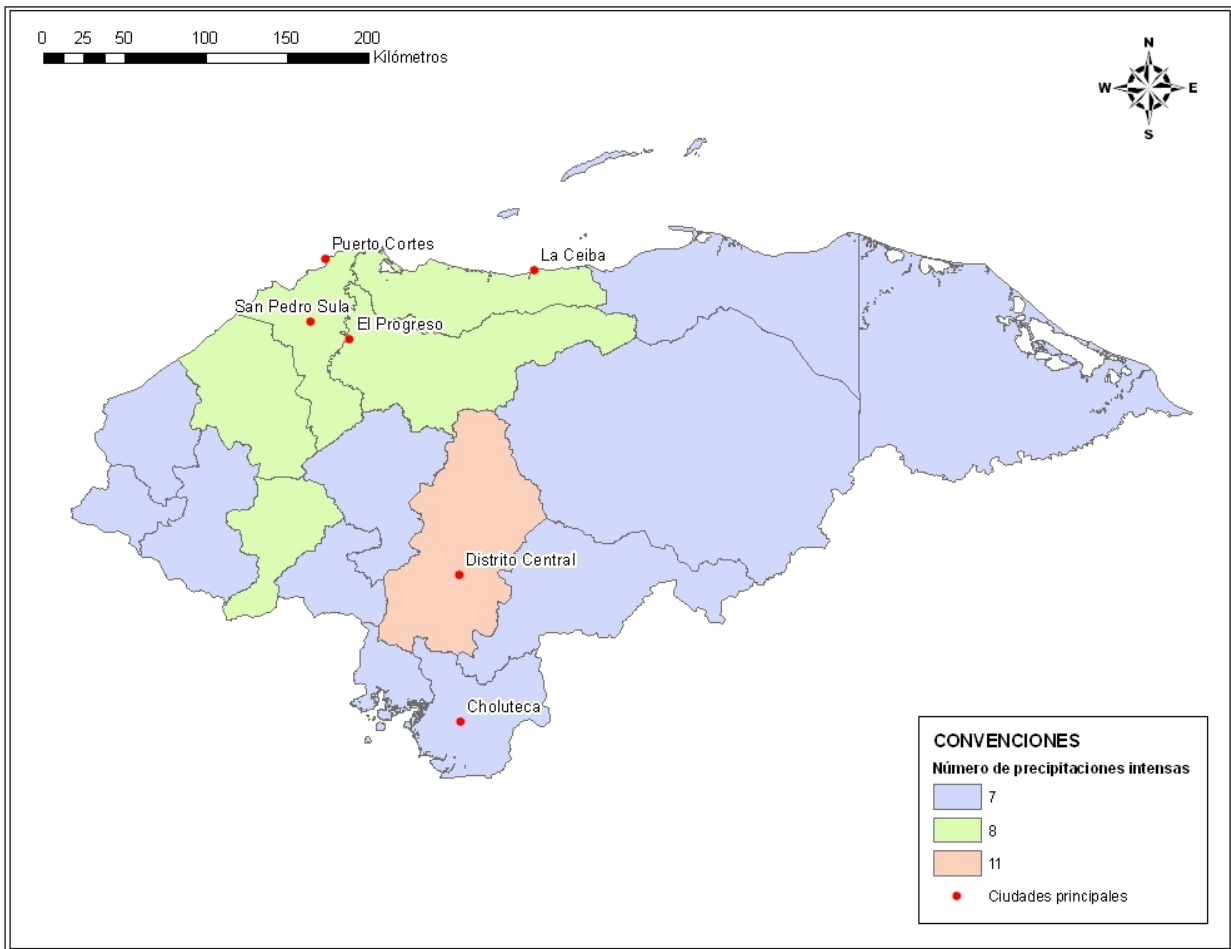 0 25 50 100 150 200
Kilómetros
N
W E
S
Puerto Cortes
La Ceiba
San Pedro Sula
El Progreso
Distrito Central
Choluteca
CONVENCIONES
Número de precipitaciones intensas
7
8
11
Ciudades principales